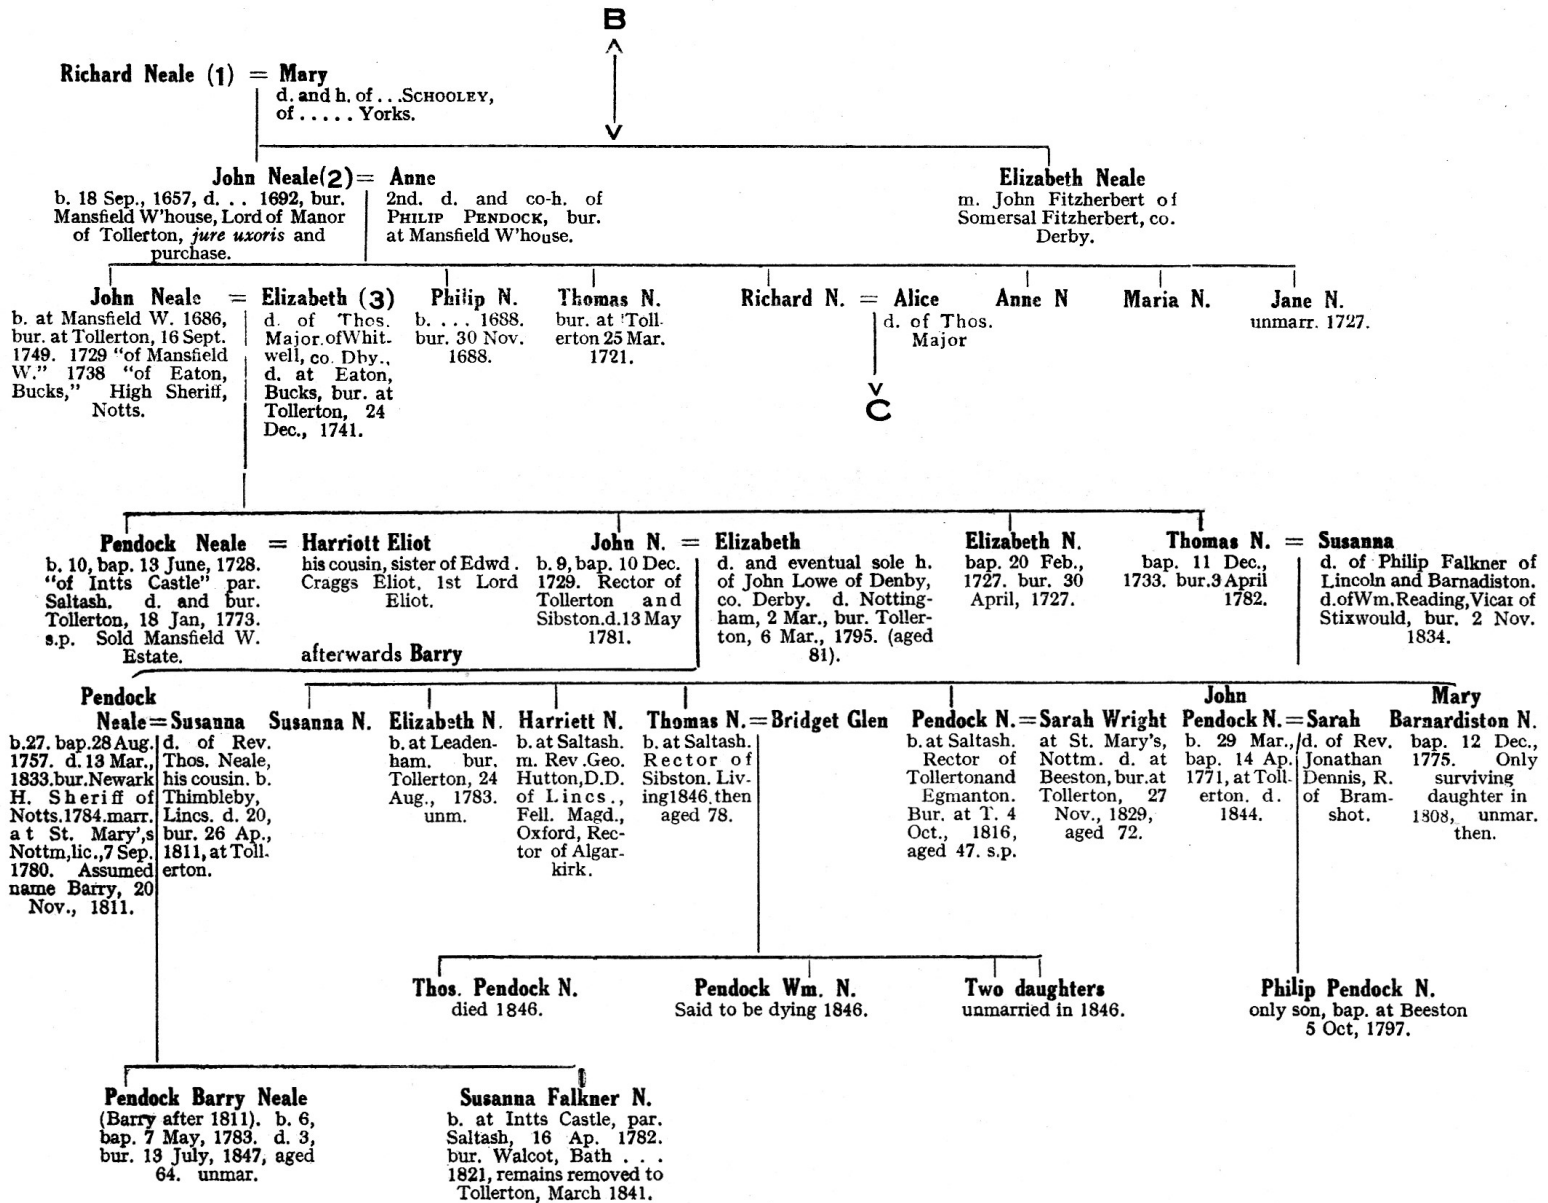 B
Richard Neale (1) = Mary
d. and h. of . . . SCHOOLEY,
of . . . . . Yorks.
John Neale(2) = Anne
b. 18 Sep., 1657, d. . . 1692, bur.
Mansfield W'house, Lord of Manor
of Tollerton, jure uxoris and
purchase.
2nd. d. and co-h. of
PHILIP PENDOCK, bur.
at Mansfield W'house.
Elizabeth Neale
m. John Fitzherbert of
Somersal Fitzherbert, co.
Derby.
John Neale =
b. at Mansfield W. 1686,
bur. at Tollerton, 16 Sept.
1749. 1729 “of Mansfield
W.” 1738 “of Eaton,
Bucks,” High Sheriff,
Notts.
Elizabeth (3)
d. of Thos.
Major.of Whit-
well, co. Dby.,
d. at Eaton,
Bucks, bur. at
Tollerton, 24
Dec., 1741.
Philip N.
b. . . . 1688.
bur. 30 Nov.
1688.
Thomas N.
bur. at Toll-
erton 25 Mar.
1721.
Richard N. = Alice
d. of Thos.
Major
C
Anne N
Maria N.
Jane N.
unmarr. 1727.
Pendock Neale =
b. 10, bap. 13 June, 1728.
“of Intts Castle” par.
Saltash. d. and bur.
Tollerton, 18 Jan, 1773.
s.p. Sold Mansfield W.
Estate.
Harriott Eliot
his cousin, sister of Edwd.
Craggs Eliot, 1st Lord
Eliot.
John N. =
b. 9, bap. 10 Dec.
1729. Rector of
Tollerton and
Sibston.d.13 May
1781.
Elizabeth
d. and eventual sole h.
of John Lowe of Denby,
co. Derby. d. Notting-
ham, 2 Mar., bur. Toller-
ton, 6 Mar., 1795. (aged
81).
Elizabeth N.
bap. 20 Feb.,
1727. bur. 30
April, 1727.
Thomas N. =
bap. 11 Dec.,
1733. bur.3 April
1782.
Susanna
d. of Philip Falkner of
Lincoln and Barnadiston.
d.of Wm.Reading,Vicar of
Stixwould, bur. 2 Nov.
1834.
afterwards Barry
Pendock
Neale =
b.27. bap.28 Aug.
1757. d.13 Mar.,
1833.bur.Newark
H. Sheriff of
Notts.1784.marr.
at St. Mary',s
Nottm,lic.,7 Sep.
1780. Assumed
name Barry, 20
Nov., 1811.
Susanna
d. of Rev.
Thos. Neale,
his cousin. b.
Thimbleby,
Lincs. d. 20,
bur. 26 Ap.,
1811, at Toll-
erton.
Susanna N.
Elizabeth N.
b. at Leaden-
ham. bur.
Tollerton, 24
Aug., 1783.
unm.
Harriett N.
b. at Saltash.
m. Rev .Geo.
Hutton,D.D.
of Lincs.,
Fell. Magd.,
Oxford, Rec-
tor of Algar-
kirk.
Thomas N. = Bridget Glen
b. at Saltash.
Rector of
Sibston. Liv-
ing1846.then
aged 78.
Pendock N. =
b. at Saltash.
Rector of
Tollertonand
Egmanton.
Bur. at T. 4
Oct., 1816,
aged 47. s.p.
Sarah Wright
at St. Mary's,
Nottm. d. at
Beeston, bur.at
Tollerton, 27
Nov., 1829,
aged 72.
John
Pendock N. =
b. 29 Mar.,
bap. 14 Ap.
1771, at Toll-
erton. d.
1844.
Sarah
d. of Rev.
Jonathan
Dennis, R.
of Bram-
shot.
Mary
Barnardiston N.
bap. 12 Dec.,
1775. Only
surviving
daughter in
1808, unmar.
then.
Thos. Pendock N.
died 1846.
Pendock Wm. N.
Said to be dying 1846.
Two daughters
unmarried in 1846.
Philip Pendock N.
only son, bap. at Beeston
5 Oct, 1797.
Pendock Barry Neale
(Barry after 1811). b. 6,
bap. 7 May, 1783. d. 3,
bur. 13 July, 1847, aged
64. unmar.
Susanna Falkner N.
b. at Intts Castle, par.
Saltash, 16 Ap. 1782.
bur. Walcot, Bath . . .
1821, remains removed to
Tollerton, March 1841.